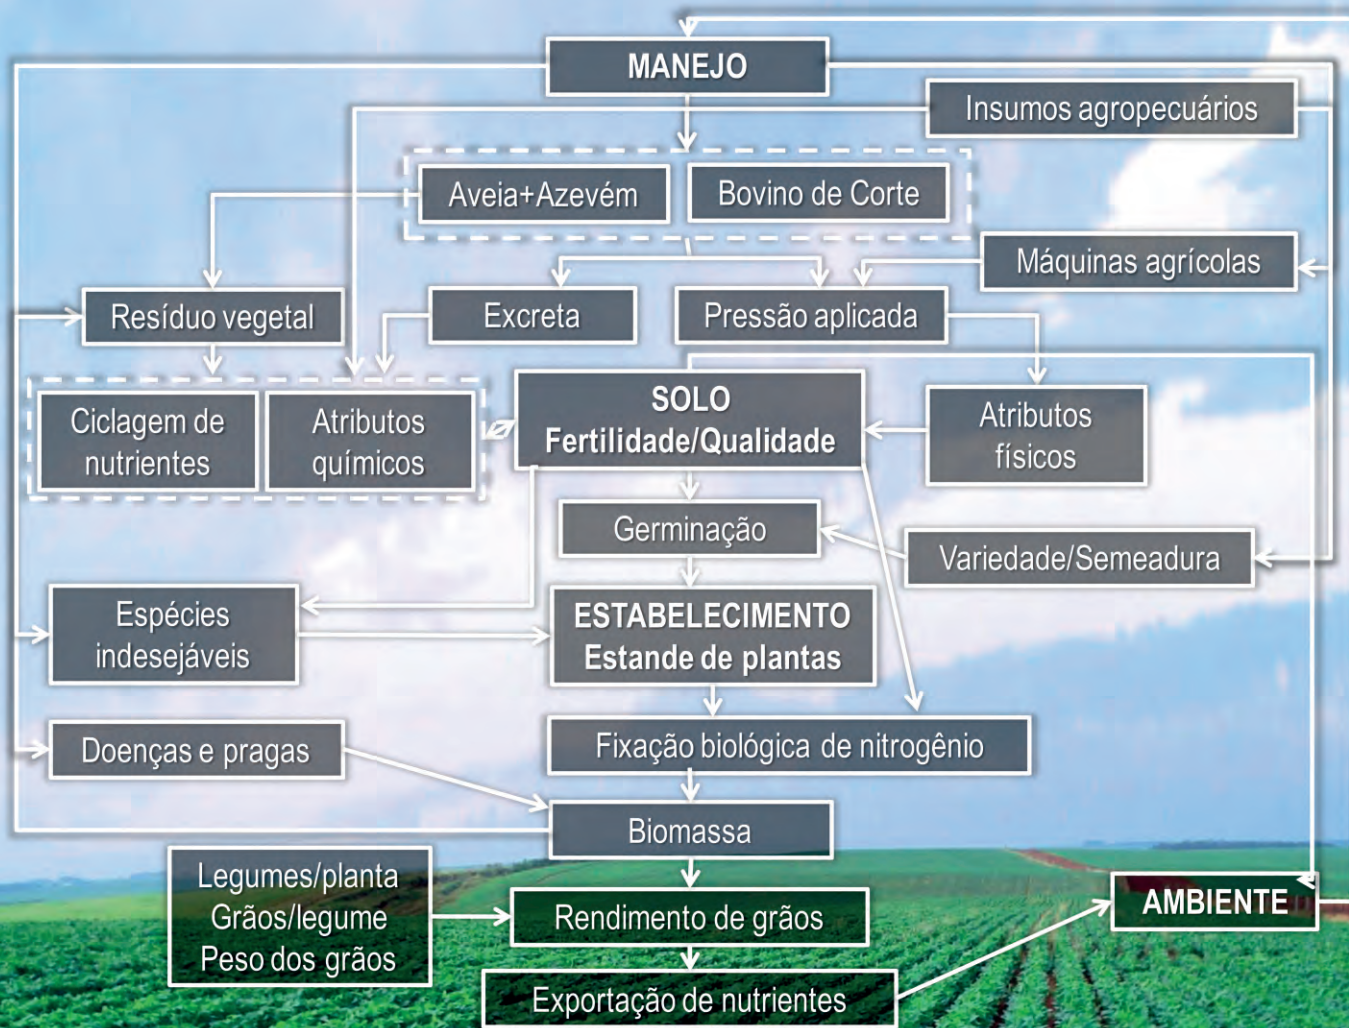 MANEJO
Insumos agropecuários
Aveia+Azevém
Bovino de Corte
Máquinas agrícolas
Resíduo vegetal
Excreta
Pressão aplicada
Ciclagem de
nutrientes
Atributos
químicos
SOLO
Fertilidade/Qualidade
Atributos
físicos
Germinação
Variedade/Semeadura
Espécies
indesejáveis
ESTABELECIMENTO
Estande de plantas
Doenças e pragas
Fixação biológica de nitrogênio
Biomassa
Legumes/planta
Grãos/legume
Peso dos grãos
Rendimento de grãos
AMBIENTE
Exportação de nutrientes